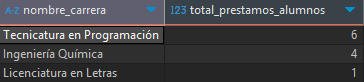 A-Z nombre_carrera 123 total_prestamos_alumnos
Tecnicatura en Programación 6
Ingeniería Química 4
Licenciatura en Letras 1